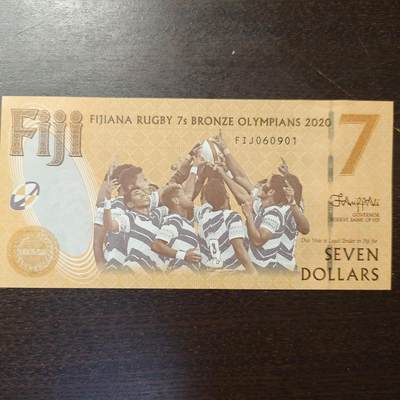 Fiji
FIJIANA RUGBY 7s BRONZE OLYMPIANS 2020
FIJ060901
7
GOVERNOR
RESERVE BANK OF FIJI
This Note is Legal Tender in Fiji for
SEVEN
DOLLARS